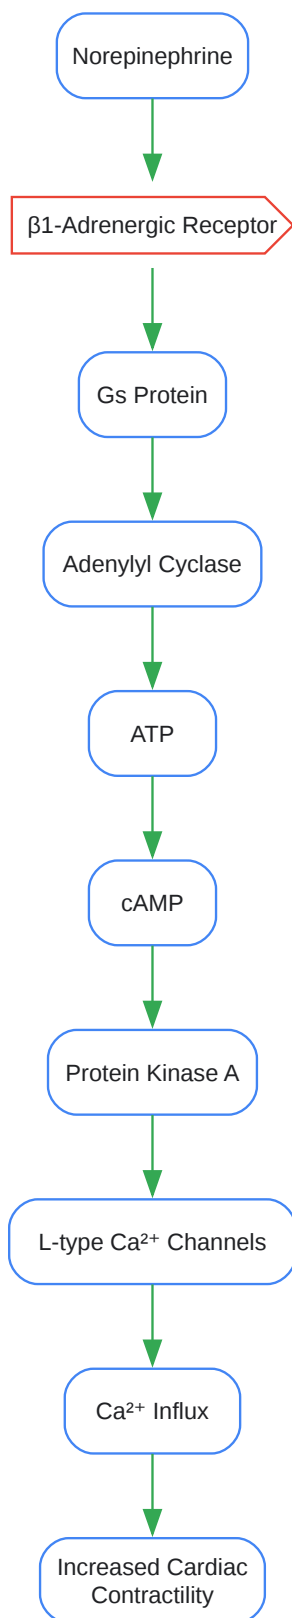 Norepinephrine
β1-Adrenergic Receptor
Gs Protein
Adenylyl Cyclase
ATP
cAMP
Protein Kinase A
L-type Ca²⁺ Channels
Ca²⁺ Influx
Increased Cardiac
Contractility